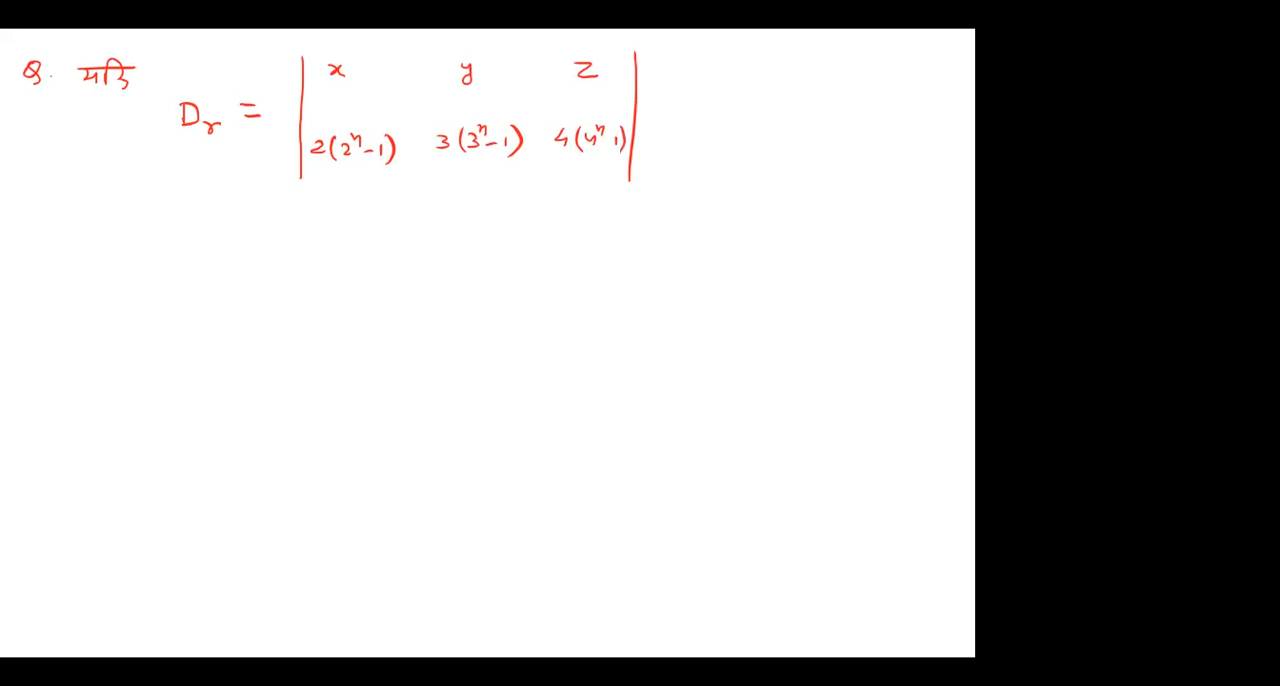 Q. यदि
Dr = | x y z |
| 2(2ⁿ-1) 3(3ⁿ-1) 4(4ⁿ 1) |